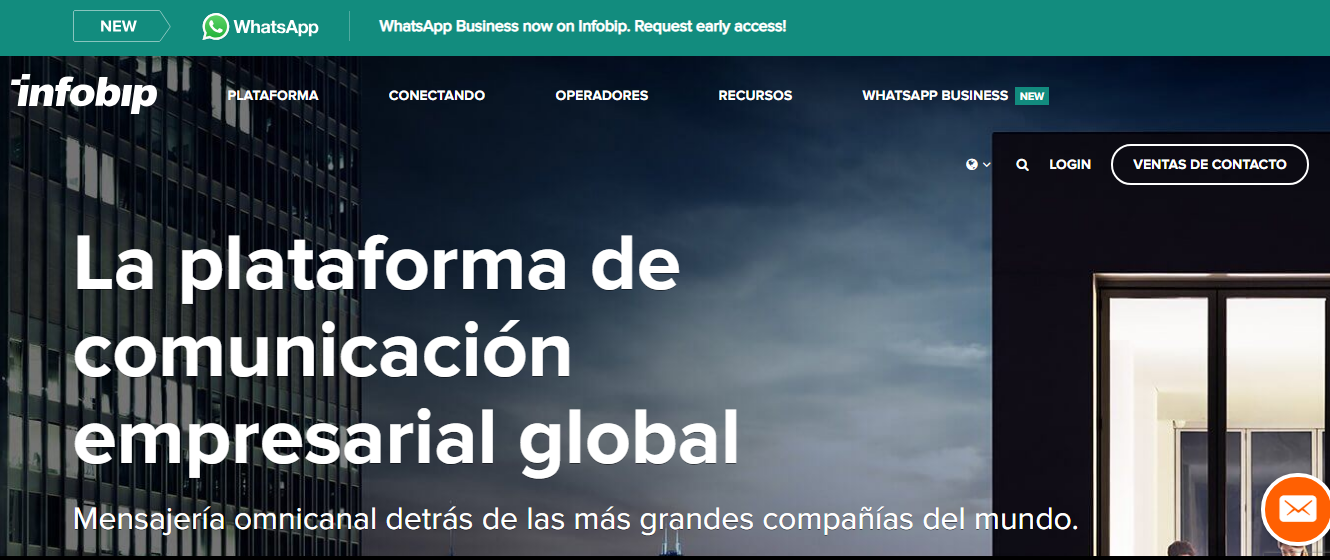 NEW
WhatsApp
WhatsApp Business now on Infobip. Request early access!
infobip
PLATAFORMA
CONECTANDO
OPERADORES
RECURSOS
WHATSAPP BUSINESS NEW
LOGIN
VENTAS DE CONTACTO
La plataforma de
comunicación
empresarial global
Mensajería omnicanal detrás de las más grandes compañías del mundo.